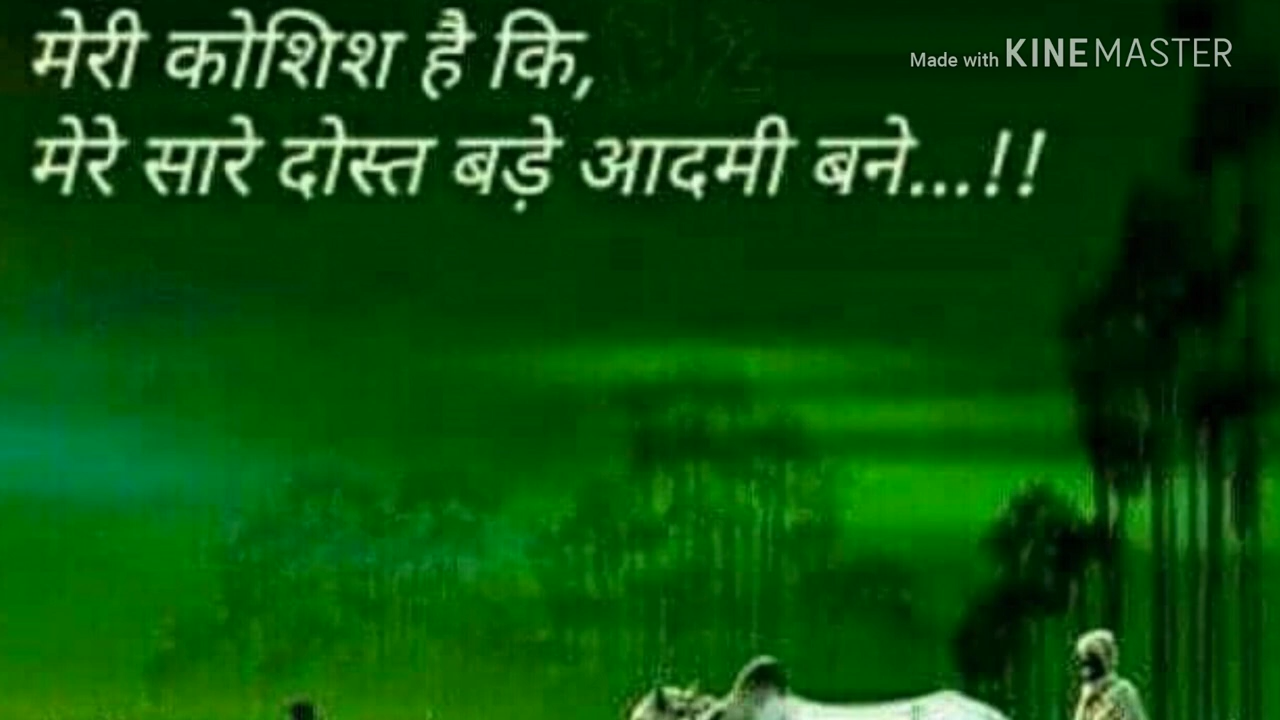 मेरी कोशिश है कि,
Made with KINEMASTER
मेरे सारे दोस्त बड़े आदमी बने...!!